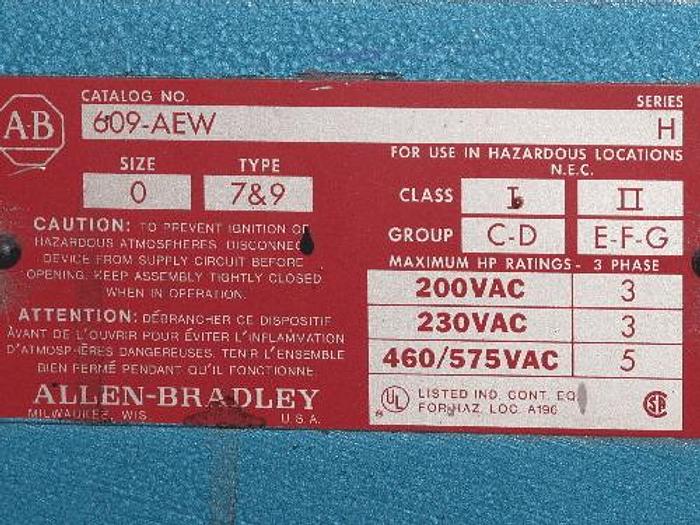 CATALOG NO.
SERIES
A-B
609-AEW
H
SIZE
TYPE
0
7&9
FOR USE IN HAZARDOUS LOCATIONS
N.E.C.
CLASS
I
II
GROUP
C-D
E-F-G
CAUTION: TO PREVENT IGNITION OF
HAZARDOUS ATMOSPHERES, DISCONNECT
DEVICE FROM SUPPLY CIRCUIT BEFORE
OPENING. KEEP ASSEMBLY TIGHTLY CLOSED
WHEN IN OPERATION.
MAXIMUM HP RATINGS - 3 PHASE
200VAC 3
230VAC 3
460/575VAC 5
ATTENTION: DÉBRANCHER CE DISPOSITIF
AVANT DE L'OUVRIR POUR ÉVITER L'INFLAMMATION
D'ATMOSPHÈRES DANGEREUSES. TENIR L'ENSEMBLE
BIEN FERMÉ PENDANT QU'IL FONCTIONNE.
ALLEN-BRADLEY
MILWAUKEE, WIS.
U.S.A.
UL
LISTED IND. CONT. EQ.
FOR HAZ. LOC. A196
SA